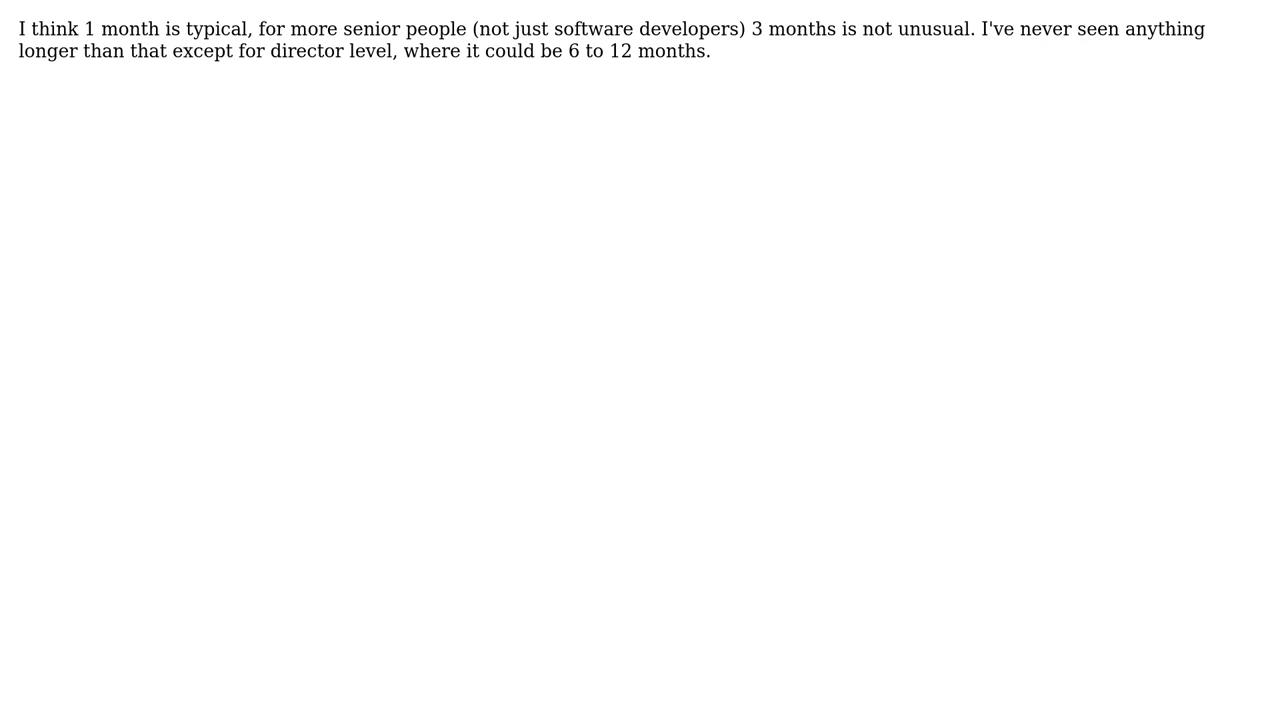 I think 1 month is typical, for more senior people (not just software developers) 3 months is not unusual. I've never seen anything
longer than that except for director level, where it could be 6 to 12 months.